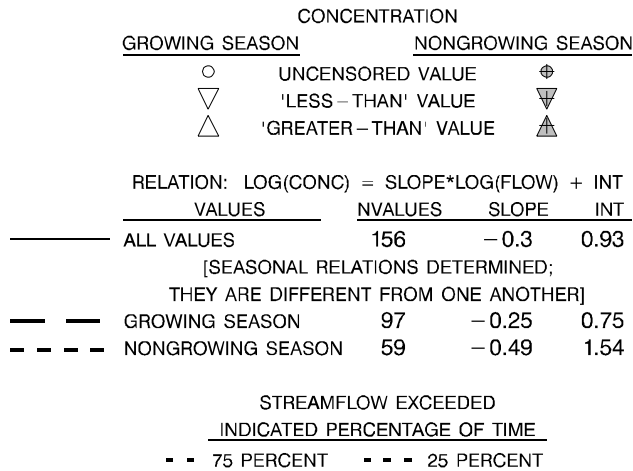 CONCENTRATION
GROWING SEASON NONGROWING SEASON
UNCENSORED VALUE
'LESS-THAN' VALUE
'GREATER-THAN' VALUE
RELATION: LOG(CONC) = SLOPE*LOG(FLOW) + INT
VALUES NVALUES SLOPE INT
ALL VALUES 156 -0.3 0.93
[SEASONAL RELATIONS DETERMINED;
THEY ARE DIFFERENT FROM ONE ANOTHER]
GROWING SEASON 97 -0.25 0.75
NONGROWING SEASON 59 -0.49 1.54
STREAMFLOW EXCEEDED
INDICATED PERCENTAGE OF TIME
75 PERCENT 25 PERCENT